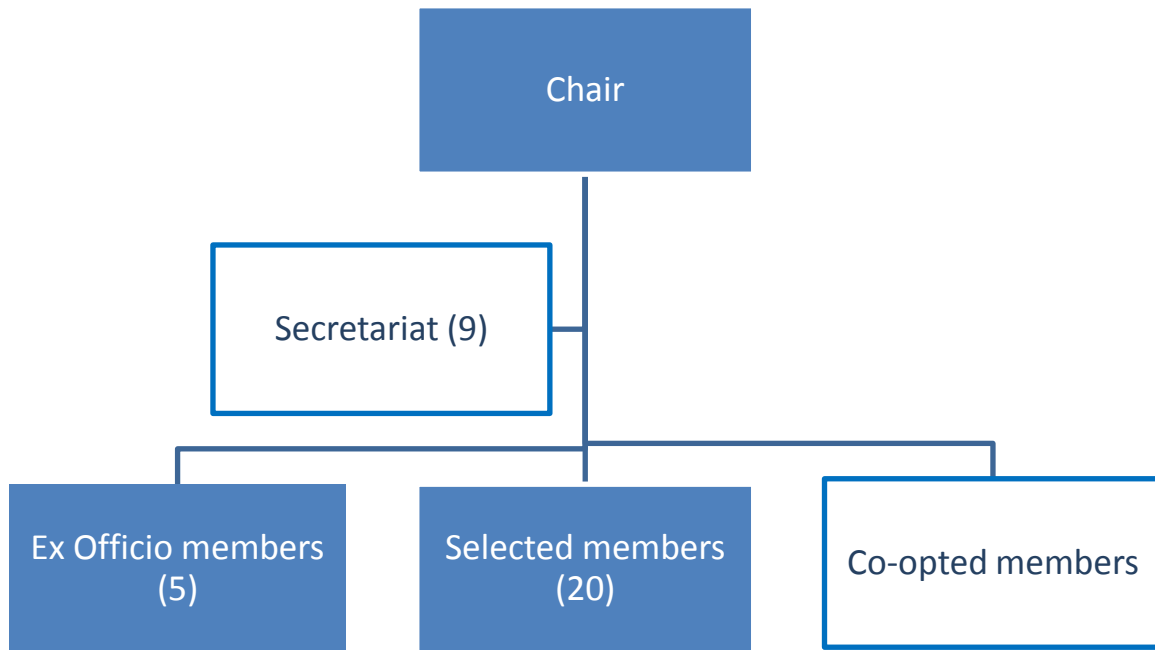 Chair
Secretariat (9)
Ex Officio members
(5)
Selected members
(20)
Co-opted members